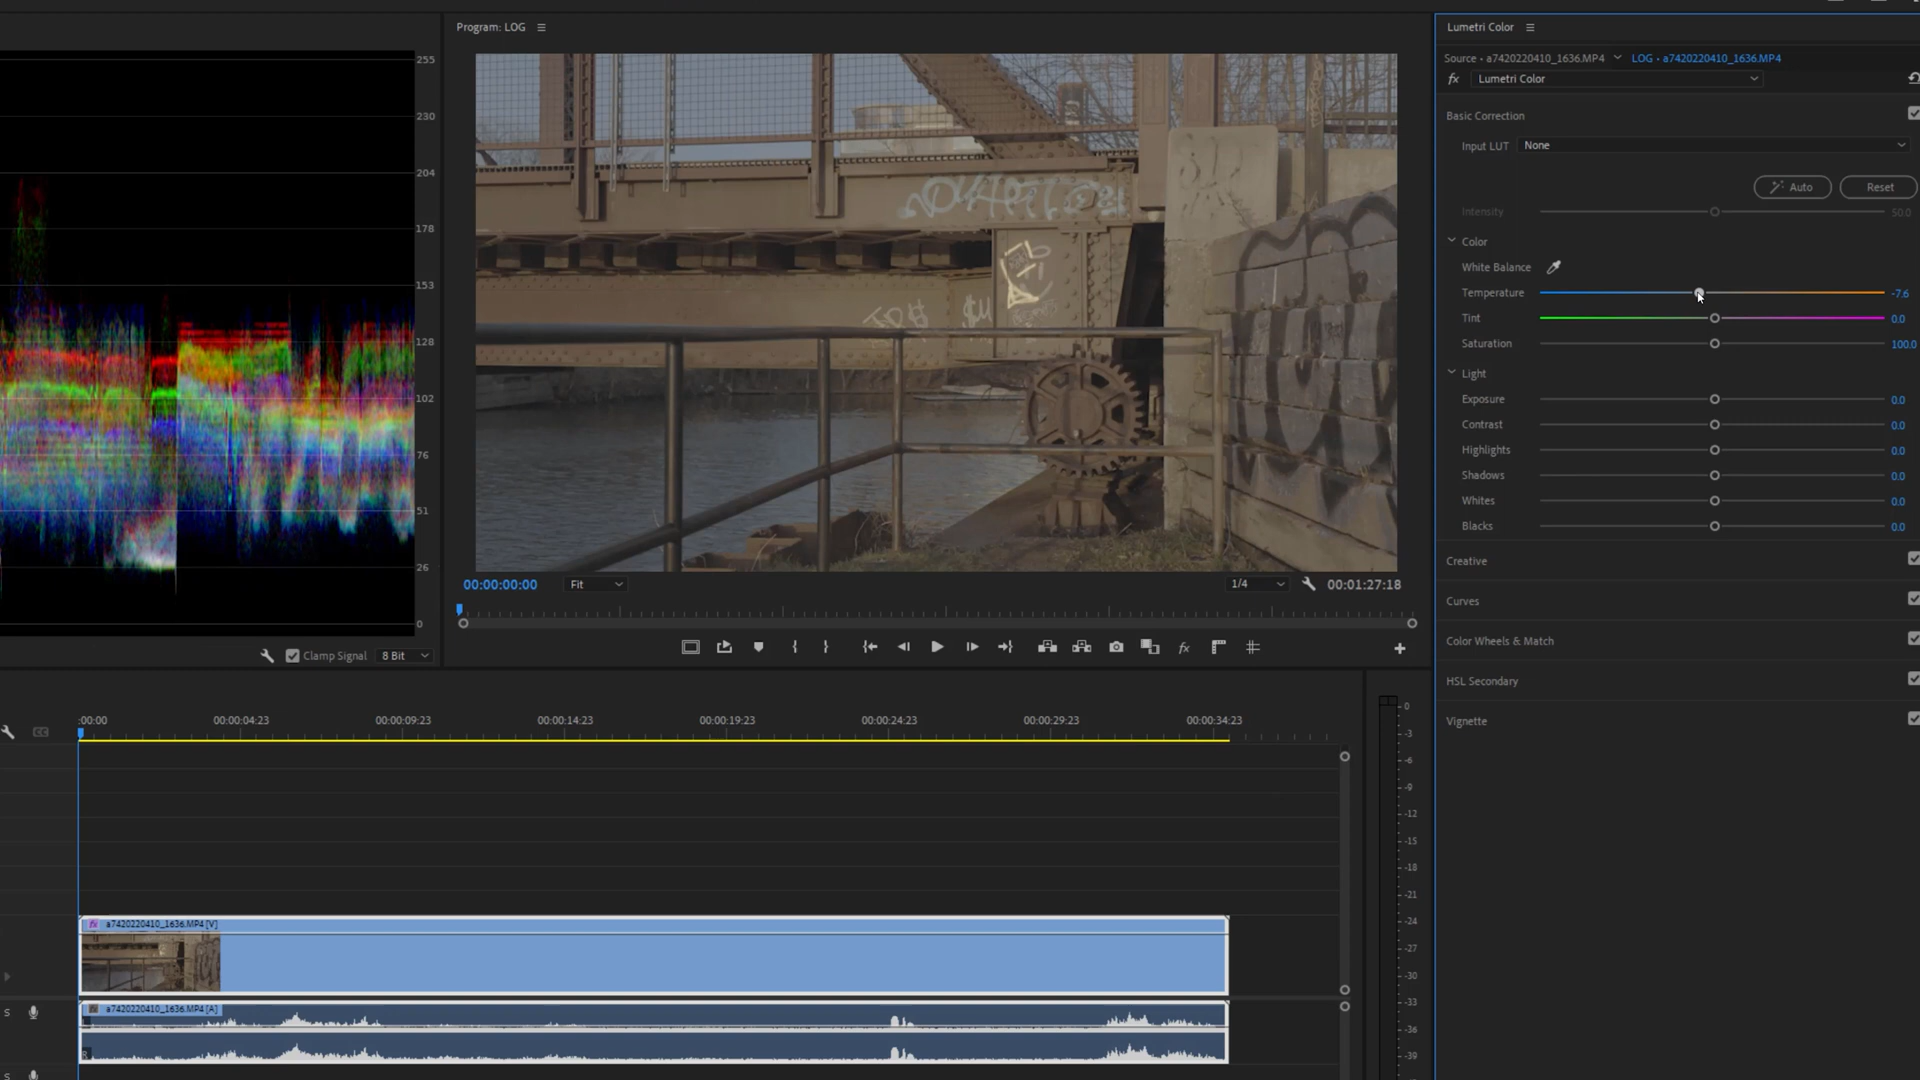 Program: LOG
Lumetri Color
Source • a7420220410_1636.MP4
LOG • a7420220410_1636.MP4
fx Lumetri Color
Basic Correction
Input LUT None
Auto Reset
Intensity 50.0
Color
White Balance
Temperature -7.6
Tint 0.0
Saturation 100.0
Light
Exposure 0.0
Contrast 0.0
Highlights 0.0
Shadows 0.0
Whites 0.0
Blacks 0.0
Creative
Curves
Color Wheels & Match
HSL Secondary
Vignette
255
230
204
178
153
128
102
76
51
26
0
Clamp Signal 8 Bit
00:00:00:00 Fit 1/4 00:01:27:18
fx
:00:00 00:00:04:23 00:00:09:23 00:00:14:23 00:00:19:23 00:00:24:23 00:00:29:23 00:00:34:23
fx a7420220410_1636.MP4 [V]
a7420220410_1636.MP4 [A]
S
R
S
0
-3
-6
-9
-12
-15
-18
-21
-24
-27
-30
-33
-36
-39